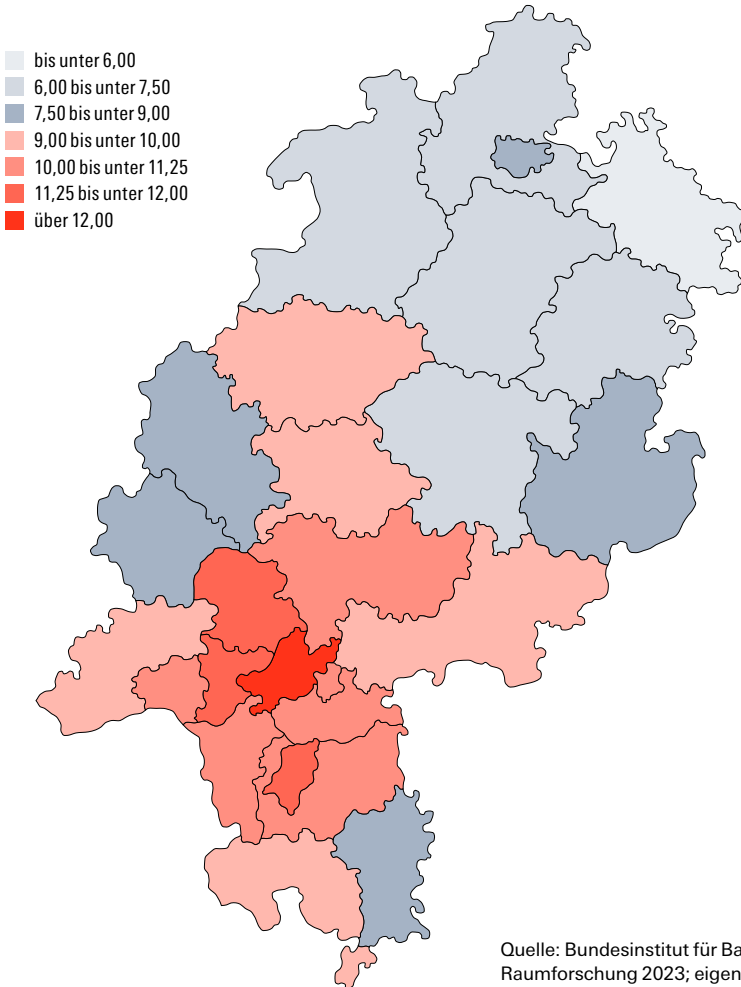 bis unter 6,00
6,00 bis unter 7,50
7,50 bis unter 9,00
9,00 bis unter 10,00
10,00 bis unter 11,25
11,25 bis unter 12,00
über 12,00
Quelle: Bundesinstitut für Ba
Raumforschung 2023; eigen